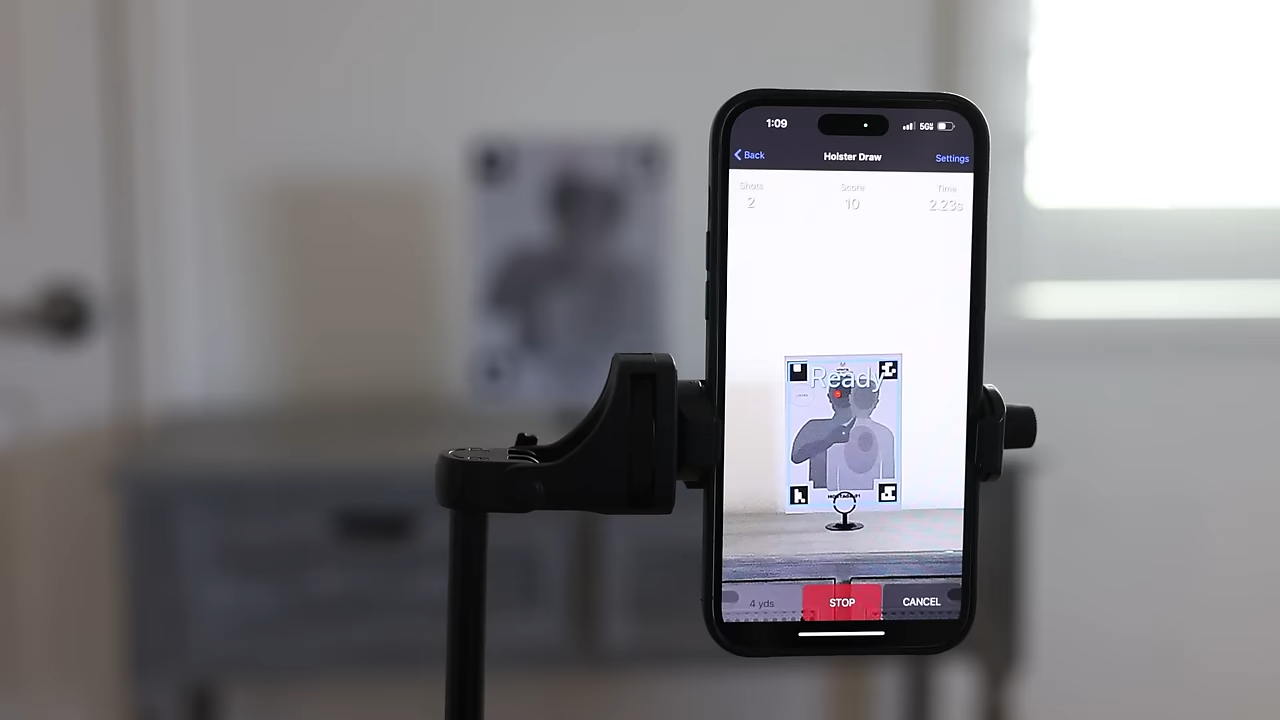 1:09
5G
Back
Holster Draw
Settings
Shots
Score
Time
2
10
2.23s
Ready
4 yds
STOP
CANCEL